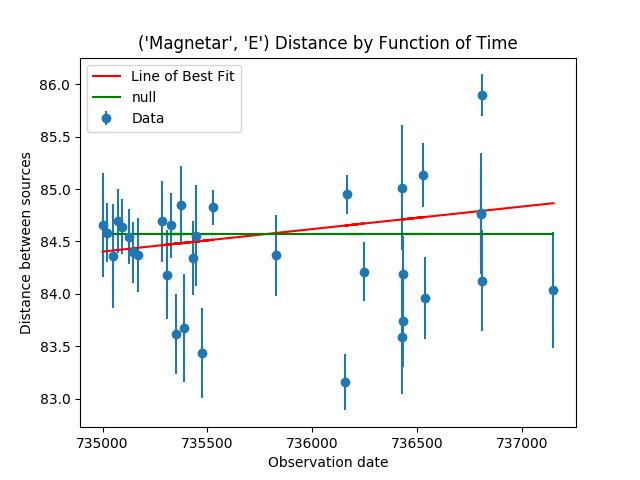 ('Magnetar', 'E') Distance by Function of Time
Line of Best Fit
null
Data
Distance between sources
86.0
85.5
85.0
84.5
84.0
83.5
83.0
735000 735500 736000 736500 737000
Observation date